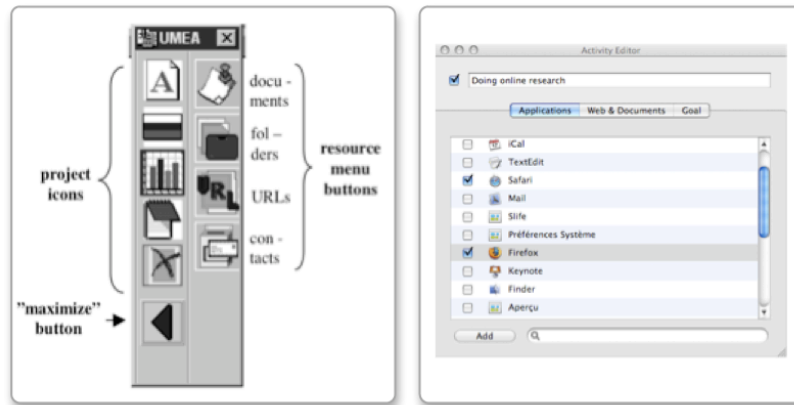 UMEA
A
docu -
ments
fol -
ders
URL
URLs
con -
tacts
project
icons
resource
menu
buttons
"maximize"
button
Activity Editor
Doing online research
Applications Web & Documents Goal
iCal
TextEdit
Safari
Mail
Slife
Préférences Système
Firefox
Keynote
Finder
Aperçu
Add